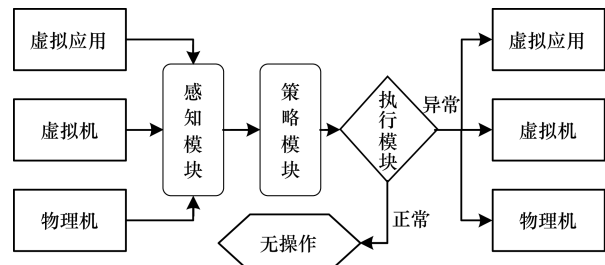 虚拟应用
虚拟机
物理机
感知模块
策略模块
执行模块
异常
正常
无操作
虚拟应用
虚拟机
物理机